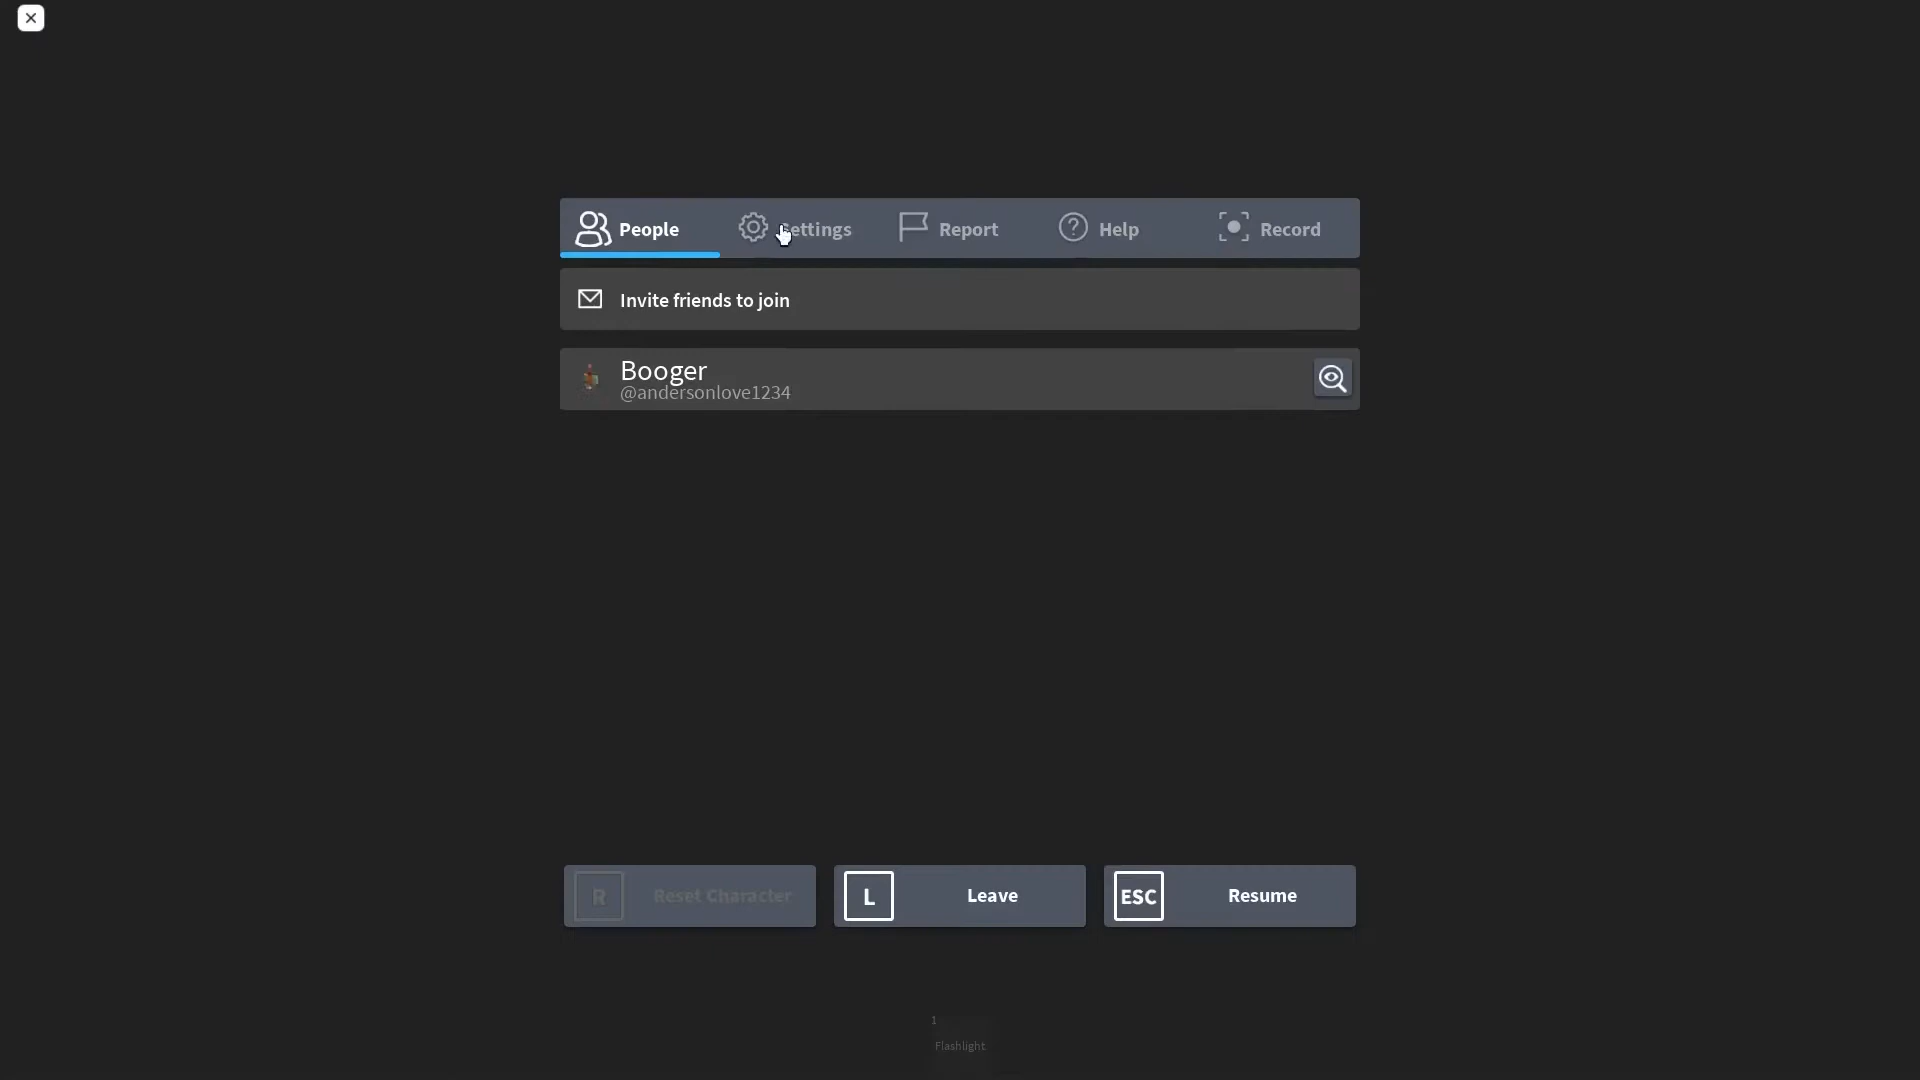 People
Settings
Report
Help
Record
Invite friends to join
Booger
@andersonlove1234
R
Reset Character
L
Leave
ESC
Resume
1
Flashlight